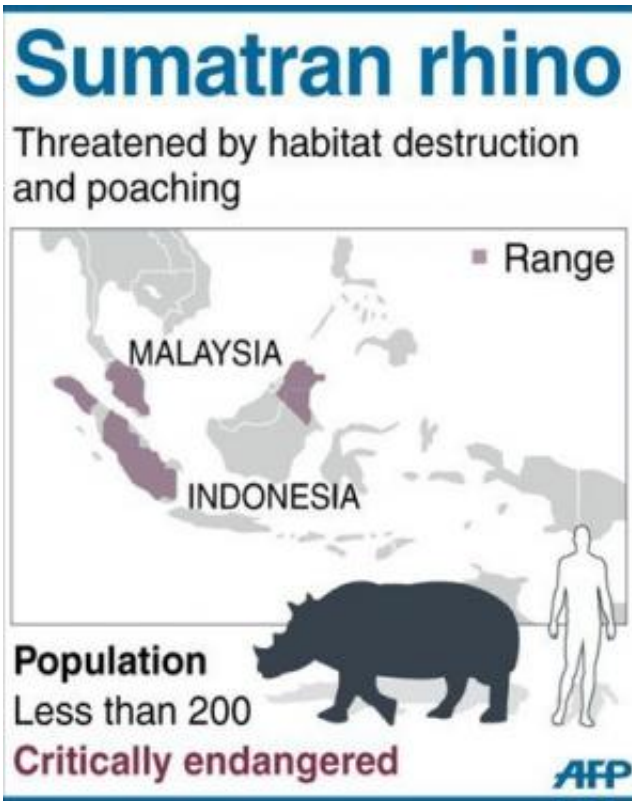 Sumatran rhino
Threatened by habitat destruction
and poaching
Range
MALAYSIA
INDONESIA
Population
Less than 200
Critically endangered
AFP